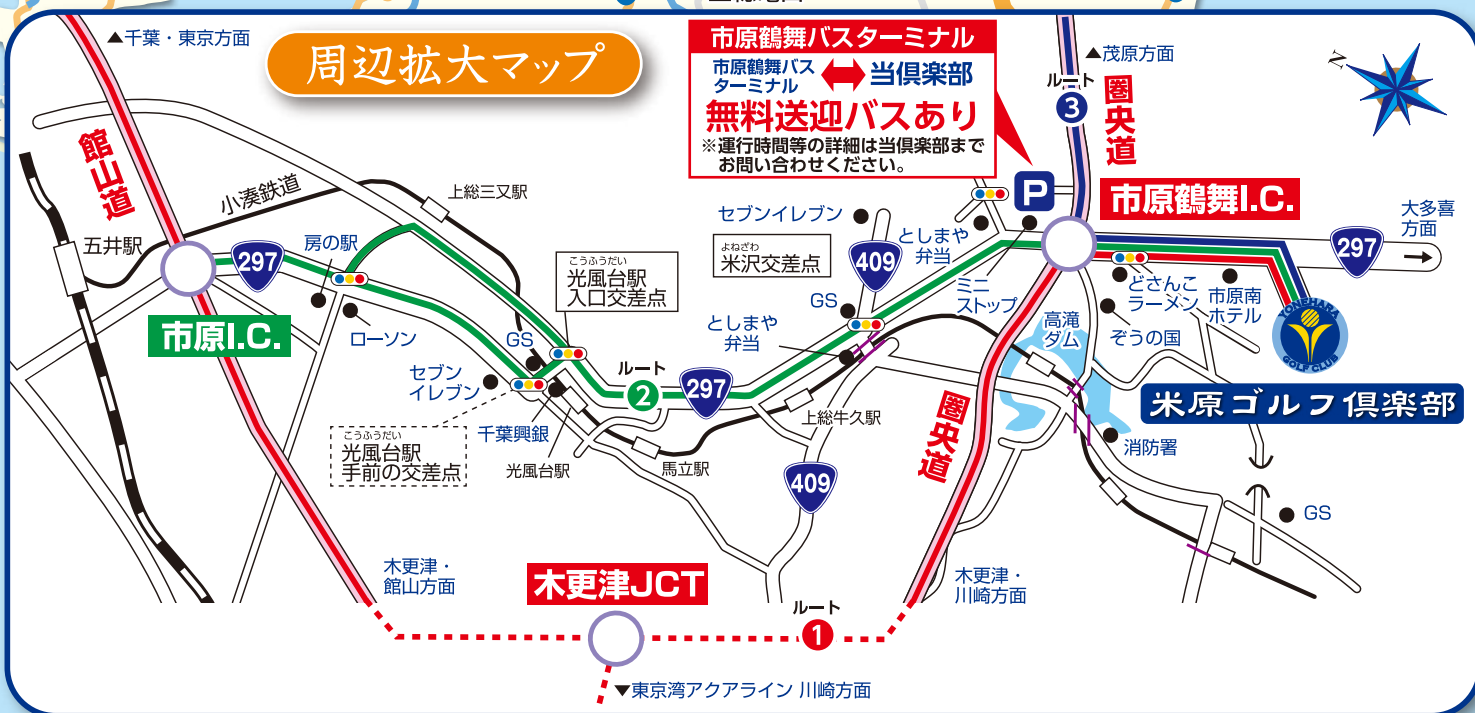 ▲千葉・東京方面
周辺拡大マップ
市原鶴舞バスターミナル
市原鶴舞バス
ターミナル
当倶楽部
無料送迎バスあり
※運行時間等の詳細は当倶楽部まで
お問い合わせください。
▲茂原方面
ルート
3
圏央道
N
館山道
小湊鉄道
上総三又駅
五井駅
297
房の駅
市原I.C.
ローソン
こうふうだい
光風台駅
入口交差点
セブンイレブン
よねざわ
米沢交差点
409
としまや
弁当
P
ミニ
ストップ
市原鶴舞I.C.
大多喜
方面
297
どさんこ
ラーメン
市原南
ホテル
ぞうの国
高滝
ダム
YONEHARA
GOLF CLUB
米原ゴルフ倶楽部
GS
としまや
弁当
GS
セブン
イレブン
ルート
2
297
こうふうだい
光風台駅
手前の交差点
千葉興銀
光風台駅
馬立駅
上総牛久駅
409
圏央道
消防署
GS
木更津・
館山方面
木更津JCT
ルート
1
木更津・
川崎方面
▼東京湾アクアライン 川崎方面